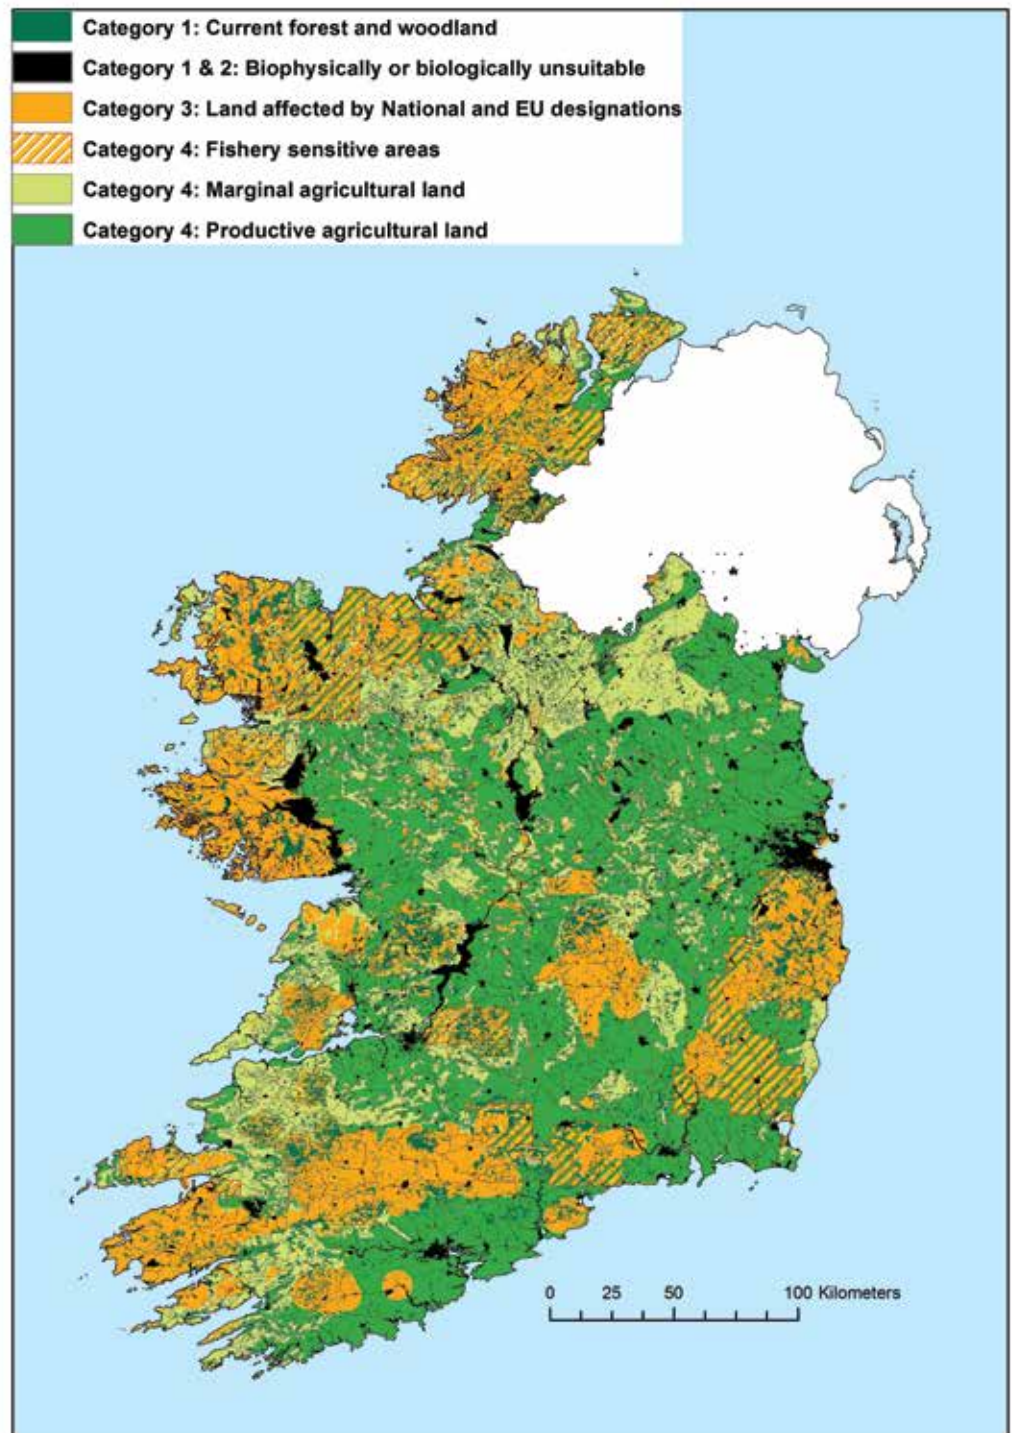 Category 1: Current forest and woodland
Category 1 & 2: Biophysically or biologically unsuitable
Category 3: Land affected by National and EU designations
Category 4: Fishery sensitive areas
Category 4: Marginal agricultural land
Category 4: Productive agricultural land
0 25 50 100 Kilometers